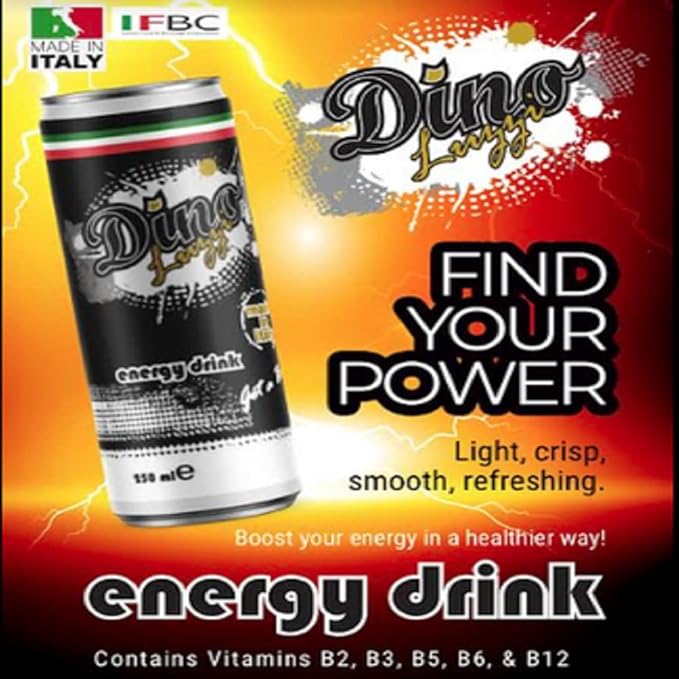 MADE IN
ITALY
IFBC
Dino
Luzzi
Dino
Luzzi
energy drink
250 ml e
FIND
YOUR
POWER
Light, crisp,
smooth, refreshing.
Boost your energy in a healthier way!
energy drink
Contains Vitamins B2, B3, B5, B6, & B12